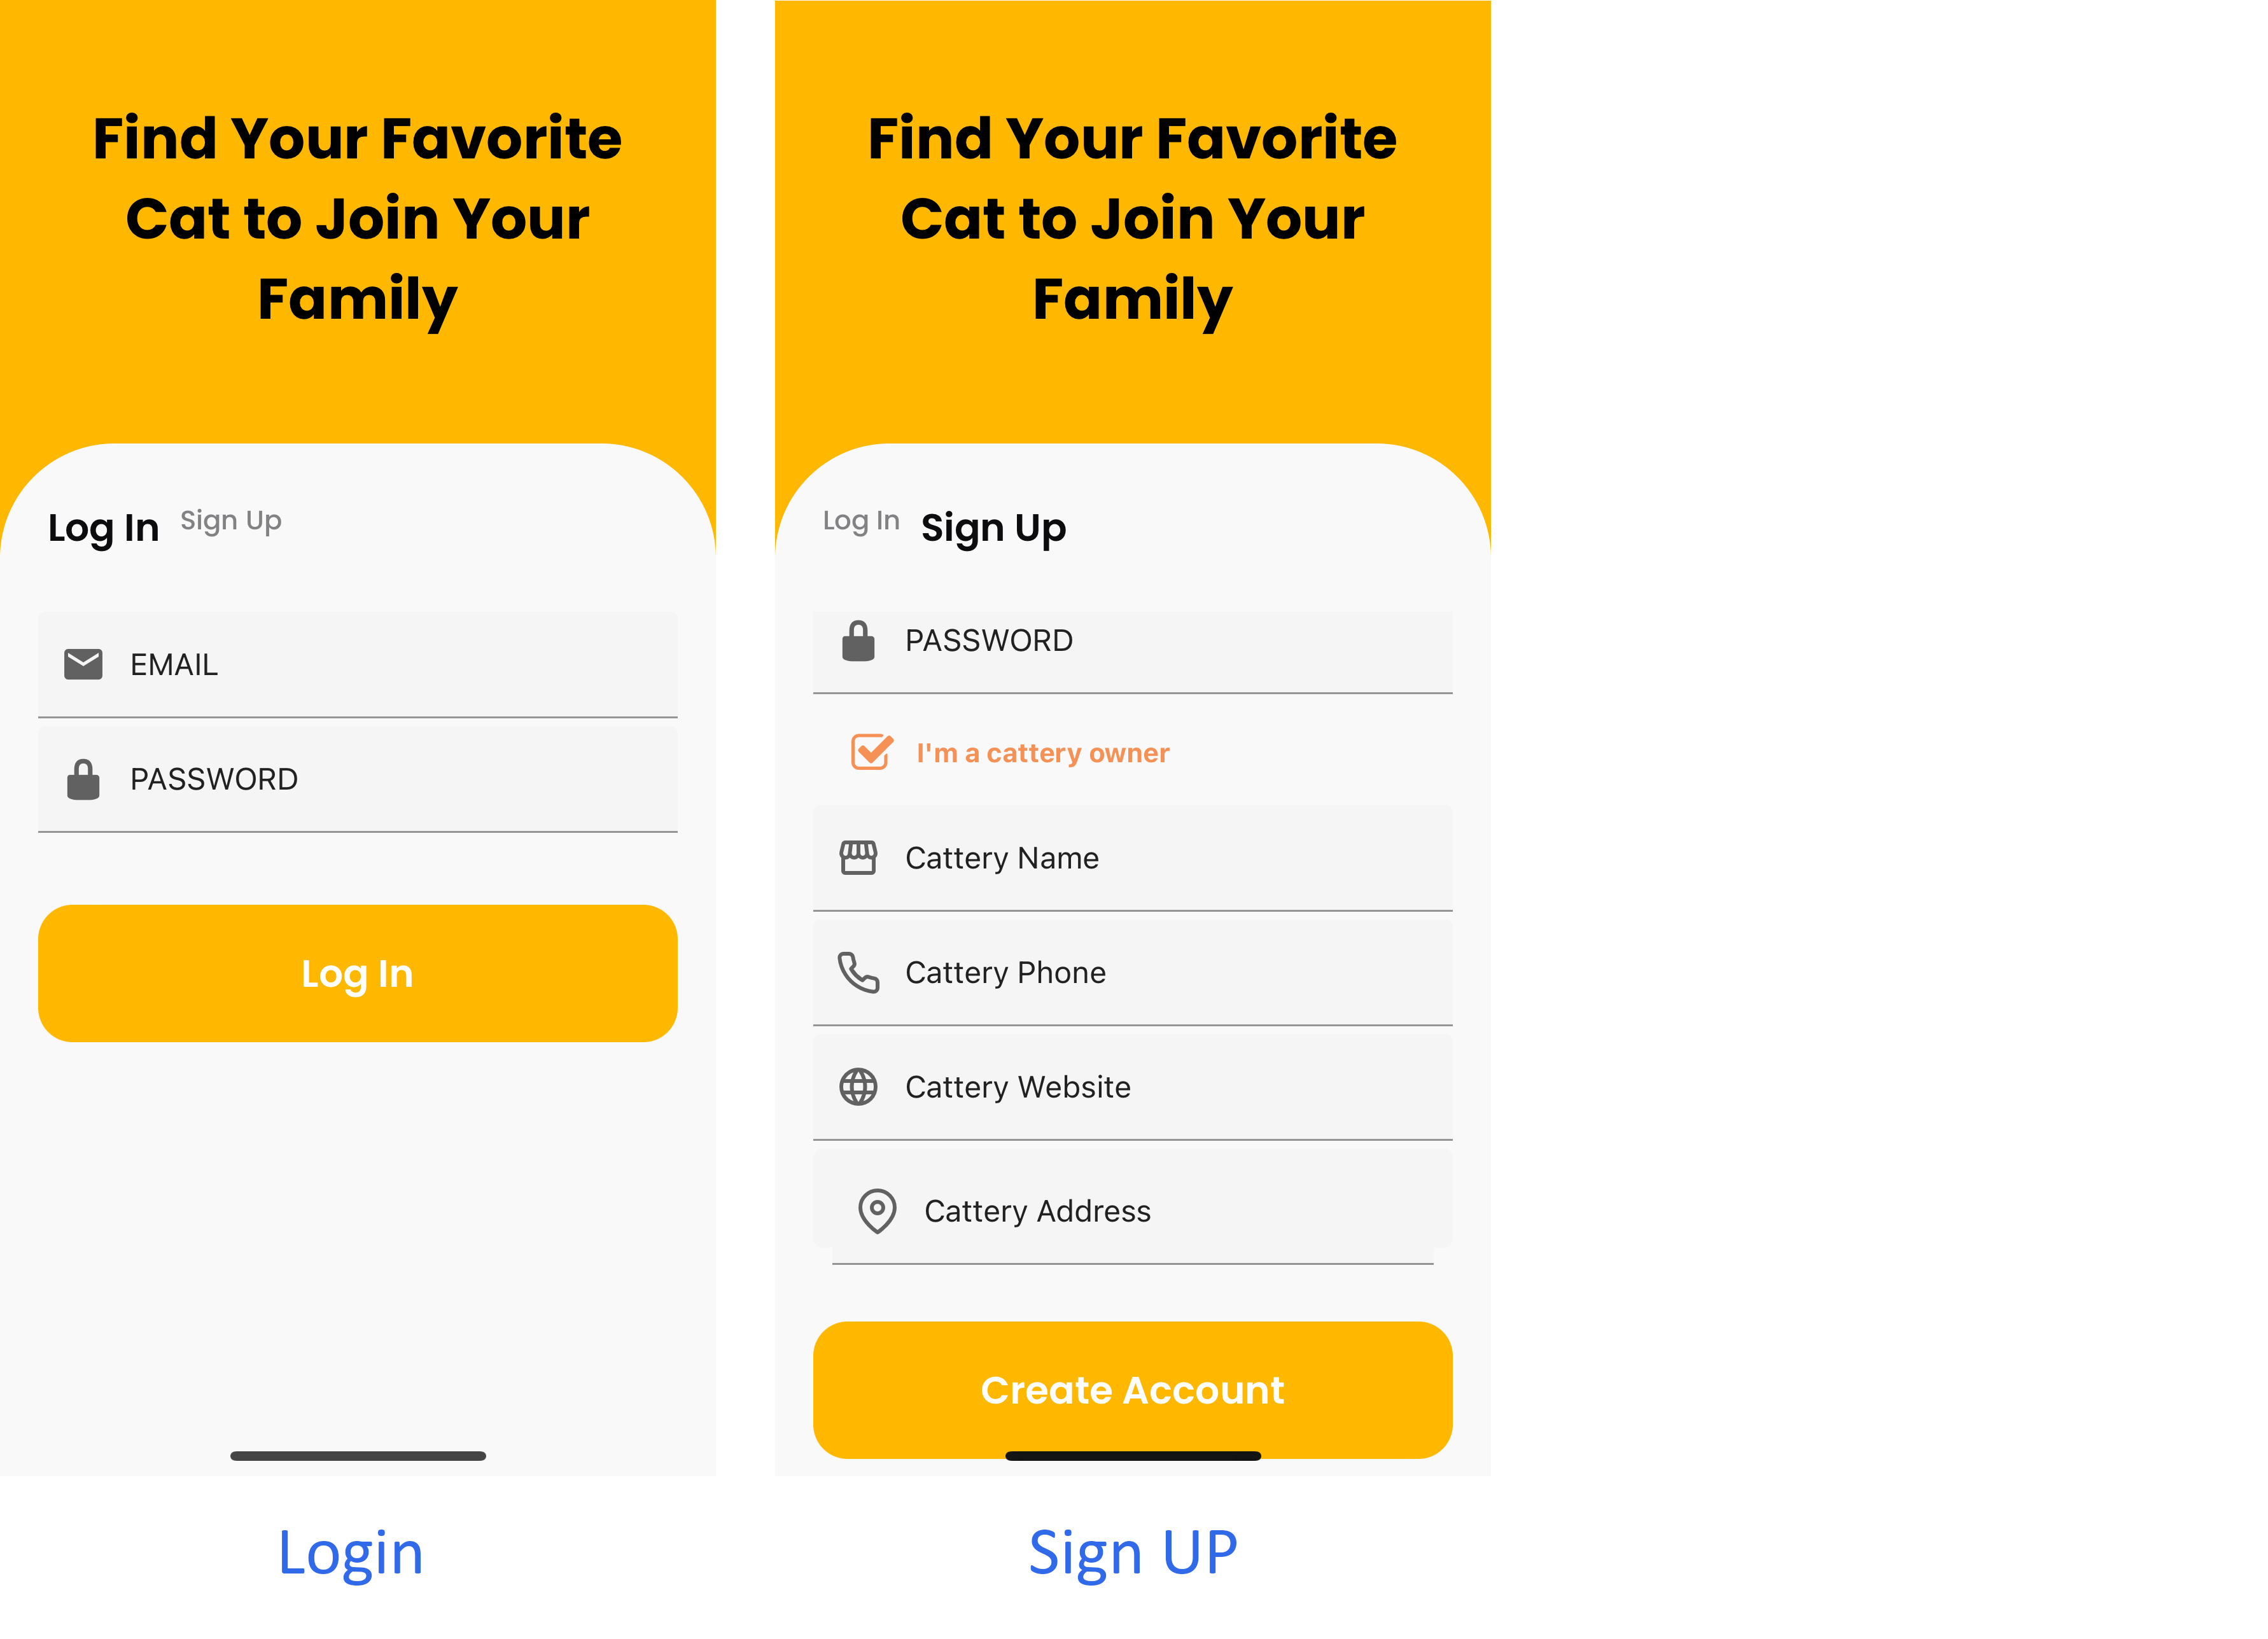 Find Your Favorite
Cat to Join Your
Family
Log In Sign Up
EMAIL
PASSWORD
Log In
Login
Find Your Favorite
Cat to Join Your
Family
Log In Sign Up
PASSWORD
I'm a cattery owner
Cattery Name
Cattery Phone
Cattery Website
Cattery Address
Create Account
Sign UP